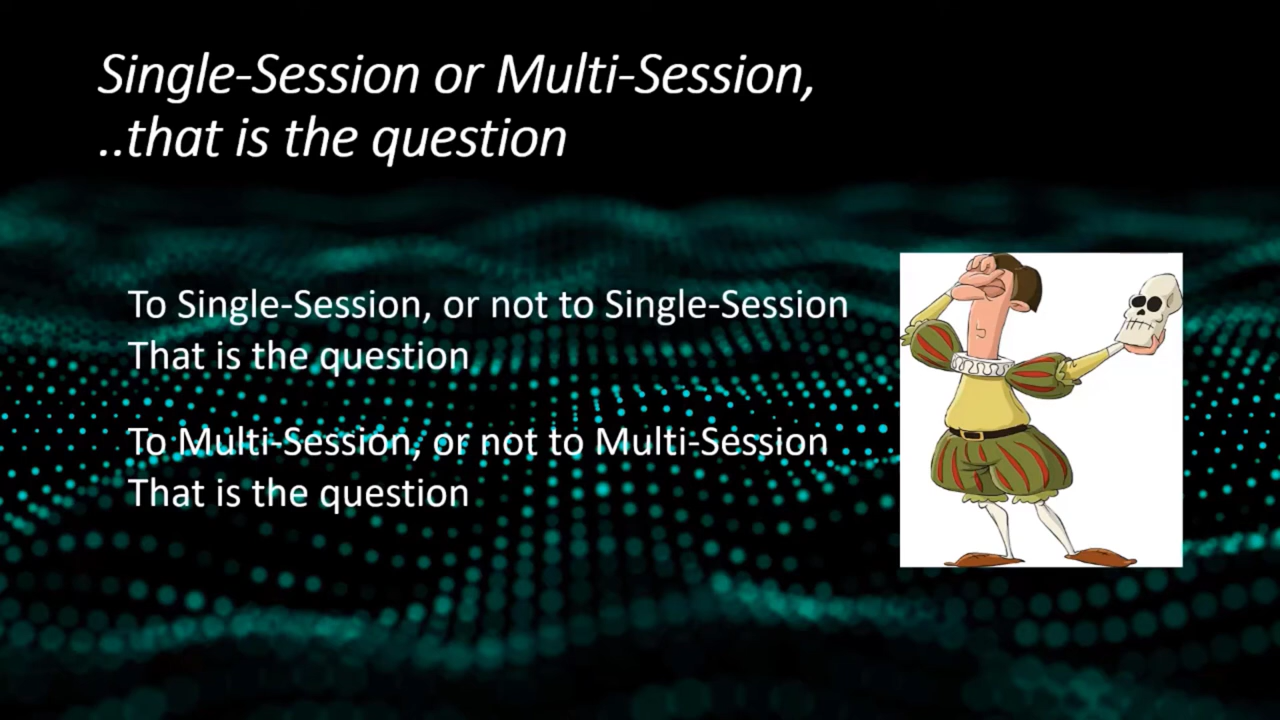 Single-Session or Multi-Session,
..that is the question
To Single-Session, or not to Single-Session
That is the question
To Multi-Session, or not to Multi-Session
That is the question